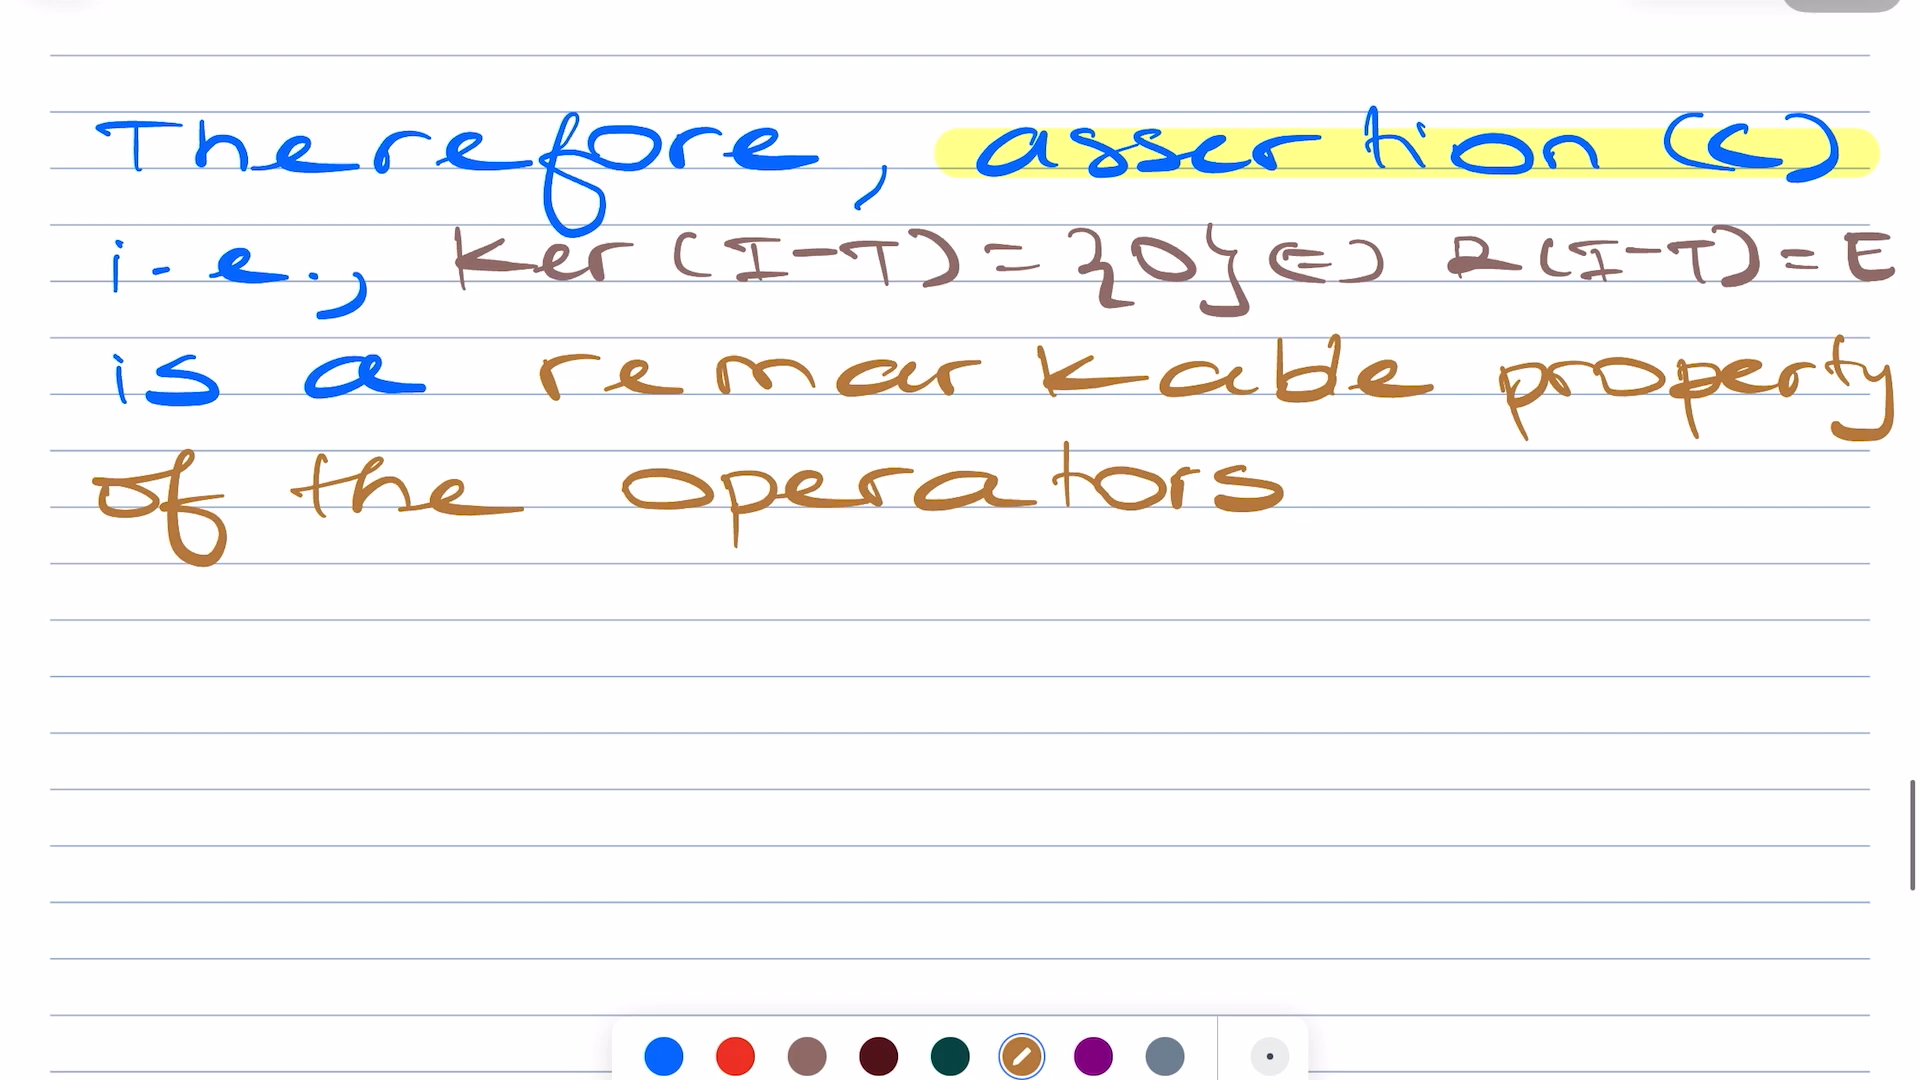 Therefore, assertion (c)
i.e., ker (I-T) = {0} (=) R (I-T) = E
is a remarkable property
of the operators